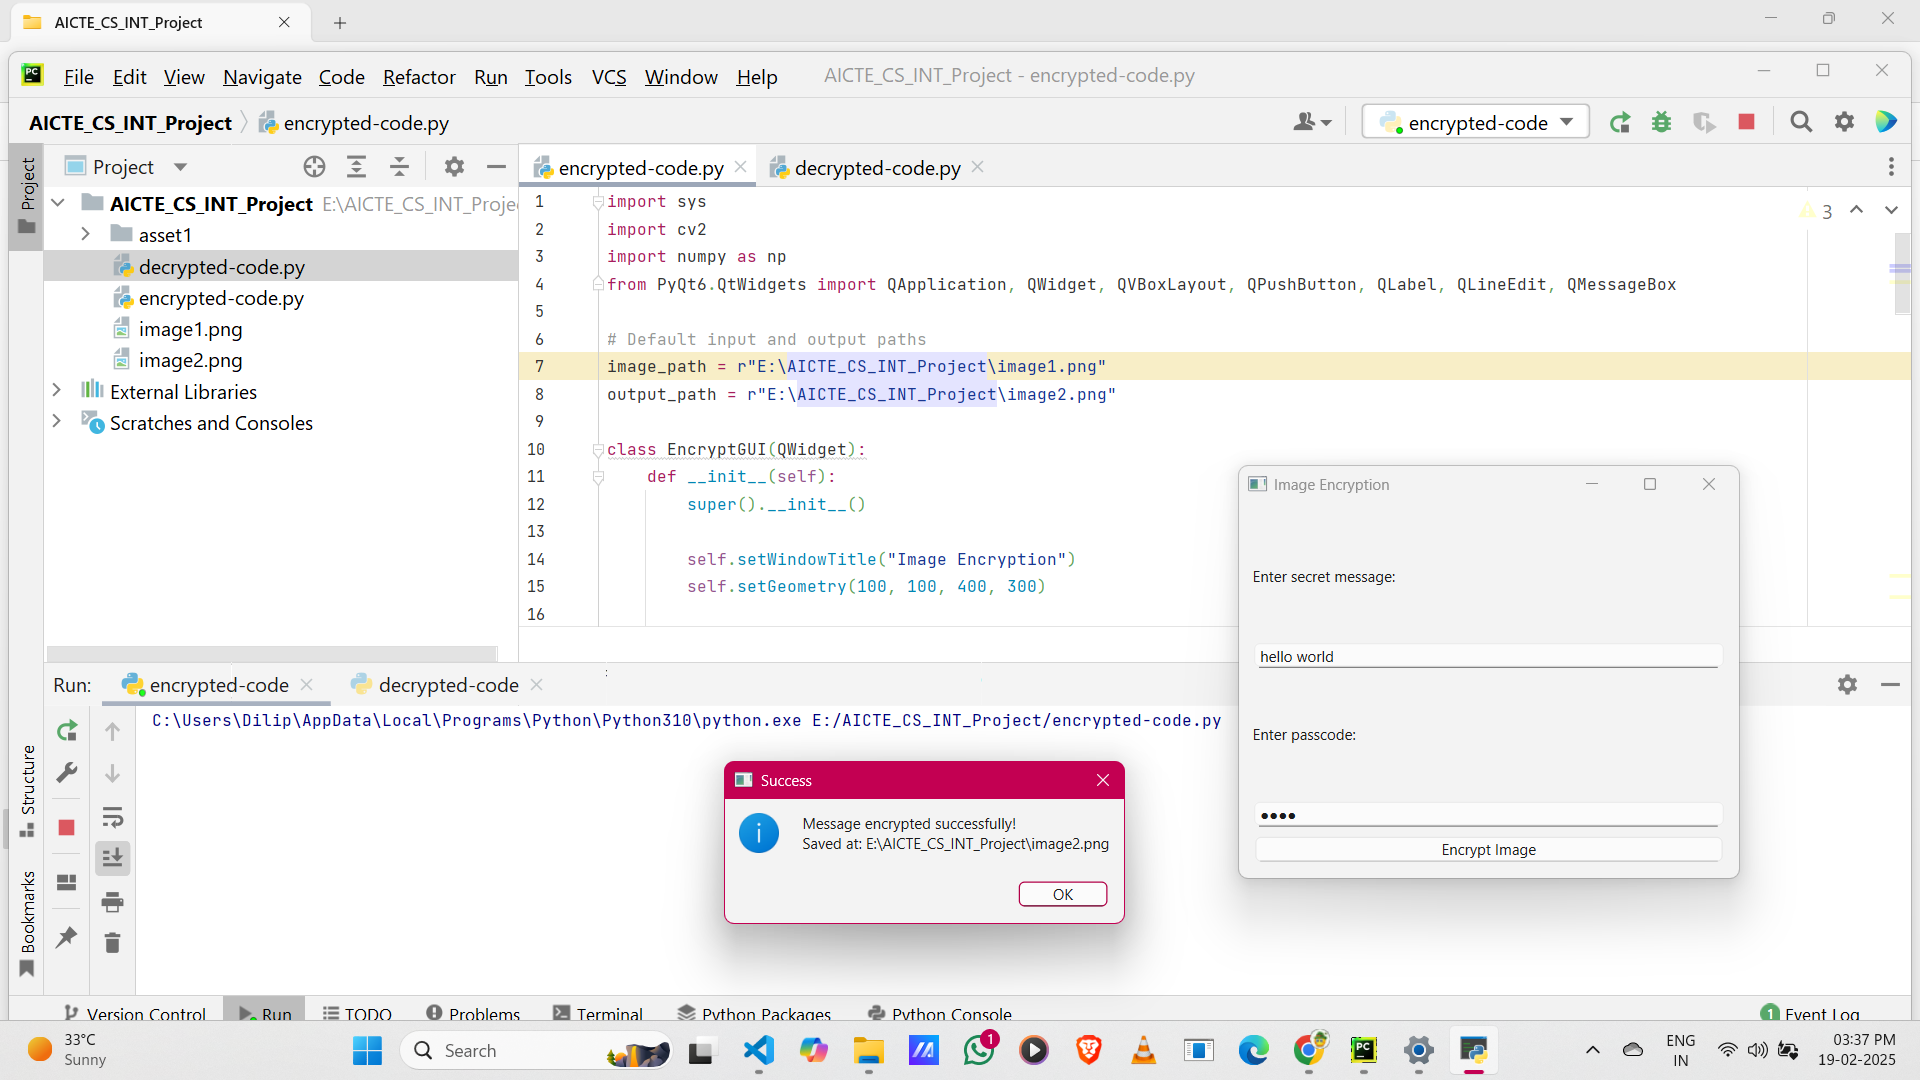 AICTE_CS_INT_Project
File Edit View Navigate Code Refactor Run Tools VCS Window Help AICTE_CS_INT_Project - encrypted-code.py
AICTE_CS_INT_Project encrypted-code.py
encrypted-code
Project
Project
encrypted-code.py
decrypted-code.py
AICTE_CS_INT_Project E:\AICTE_CS_INT_Proje
asset1
decrypted-code.py
encrypted-code.py
image1.png
image2.png
External Libraries
Scratches and Consoles
3
1 import sys
2 import cv2
3 import numpy as np
4 from PyQt6.QtWidgets import QApplication, QWidget, QVBoxLayout, QPushButton, QLabel, QLineEdit, QMessageBox
5
6 # Default input and output paths
7 image_path = r"E:\AICTE_CS_INT_Project\image1.png"
8 output_path = r"E:\AICTE_CS_INT_Project\image2.png"
9
10 class EncryptGUI(QWidget):
11 def __init__(self):
12 super().__init__()
13
14 self.setWindowTitle("Image Encryption")
15 self.setGeometry(100, 100, 400, 300)
16
Image Encryption
Enter secret message:
hello world
Enter passcode:
●●●●
Encrypt Image
Run: encrypted-code decrypted-code
C:\Users\Dilip\AppData\Local\Programs\Python\Python310\python.exe E:/AICTE_CS_INT_Project/encrypted-code.py
Success
Message encrypted successfully!
Saved at: E:\AICTE_CS_INT_Project\image2.png
OK
Structure
Bookmarks
Version Control Run TODO Problems Terminal Python Packages Python Console 1 Event Log
33°C
Sunny
Search
1
ENG
IN
03:37 PM
19-02-2025